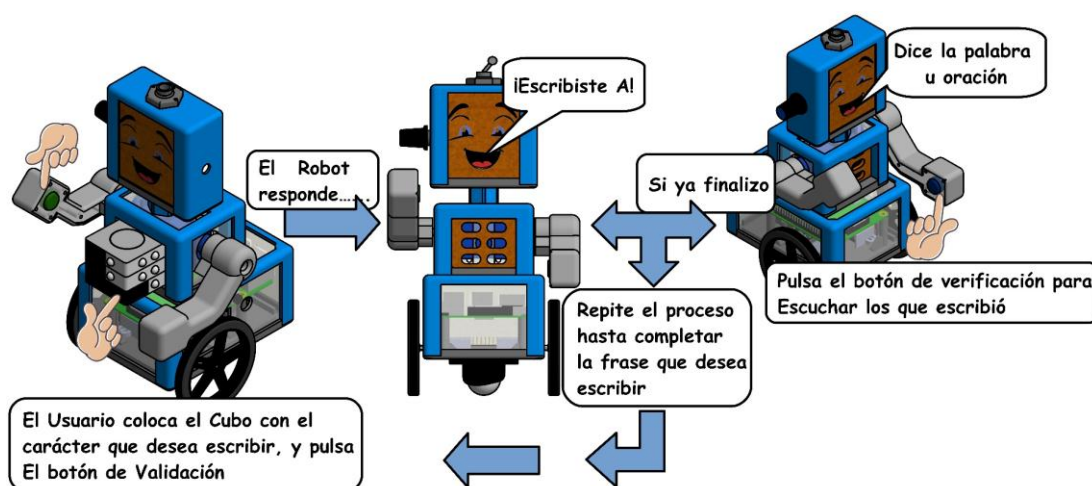 El Usuario coloca el Cubo con el
carácter que desea escribir, y pulsa
El botón de Validación
El Robot
responde......
¡Escribiste A!
Si ya finalizo
Repite el proceso
hasta completar
la frase que desea
escribir
Dice la palabra
u oración
Pulsa el botón de verificación para
Escuchar los que escribió